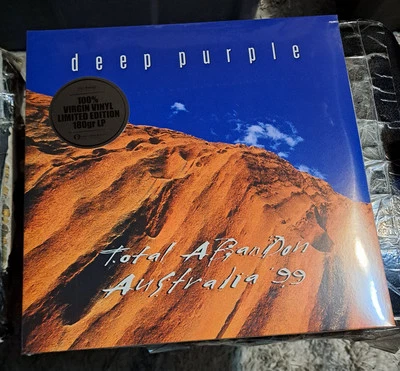 deep purple
100%
VIRGIN VINYL
LIMITED EDITION
180gr LP
Total Abandon
Australia '99